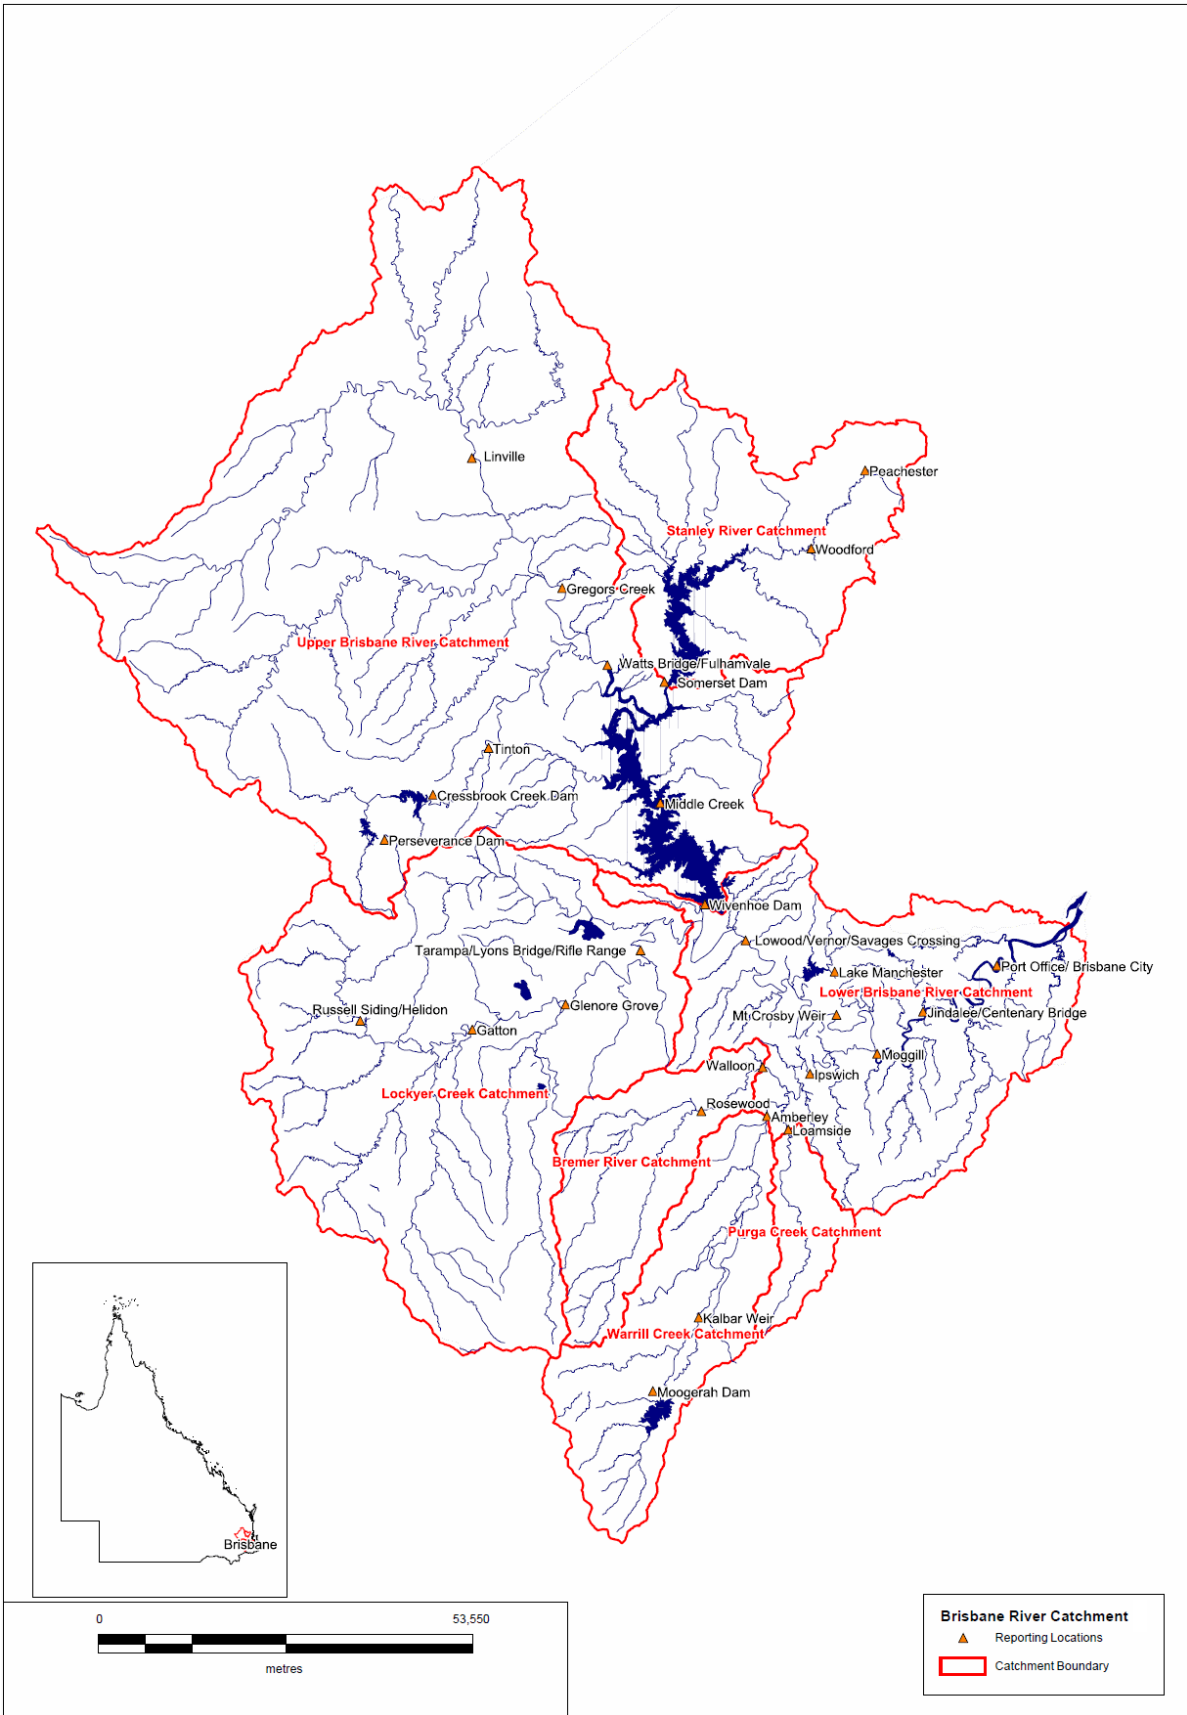 Linville
Peachester
Stanley River Catchment
Woodford
Gregors Creek
Upper Brisbane River Catchment
Watts Bridge/Fulhamvale
Somerset Dam
Tinton
Cressbrook Creek Dam
Middle Creek
Perseverance Dam
Wivenhoe Dam
Lowood/Vernor/Savages Crossing
Tarampa/Lyons Bridge/Rifle Range
Port Office/ Brisbane City
Lake Manchester
Lower Brisbane River Catchment
Glenore Grove
Russell Siding/Helidon
Mt Crosby Weir
Jindalee/Centenary Bridge
Gatton
Moggill
Walloon
Ipswich
Lockyer Creek Catchment
Rosewood
Amberley
Loamside
Bremer River Catchment
Purga Creek Catchment
Kalbar Weir
Warrill Creek Catchment
Moogerah Dam
Brisbane
0 53,550
metres
Brisbane River Catchment
Reporting Locations
Catchment Boundary